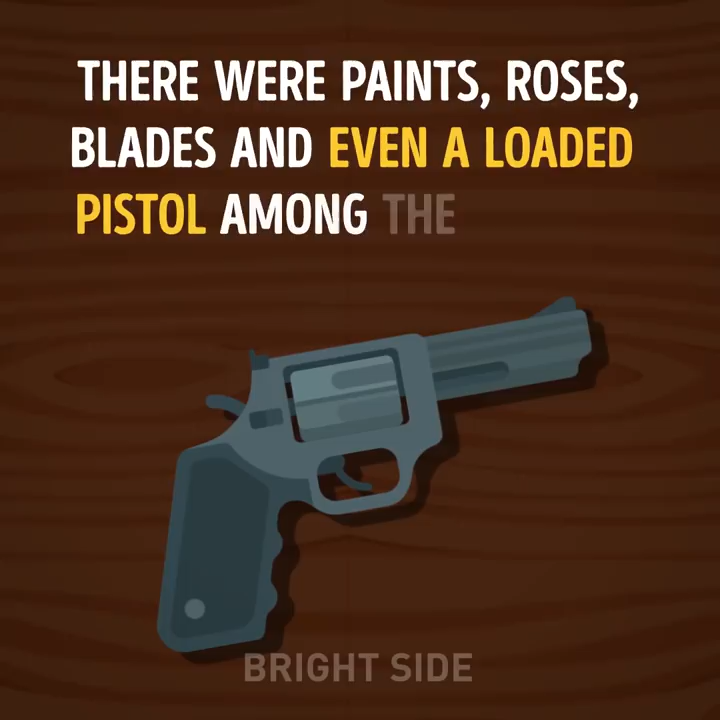 THERE WERE PAINTS, ROSES,
BLADES AND EVEN A LOADED
PISTOL AMONG THE
BRIGHT SIDE